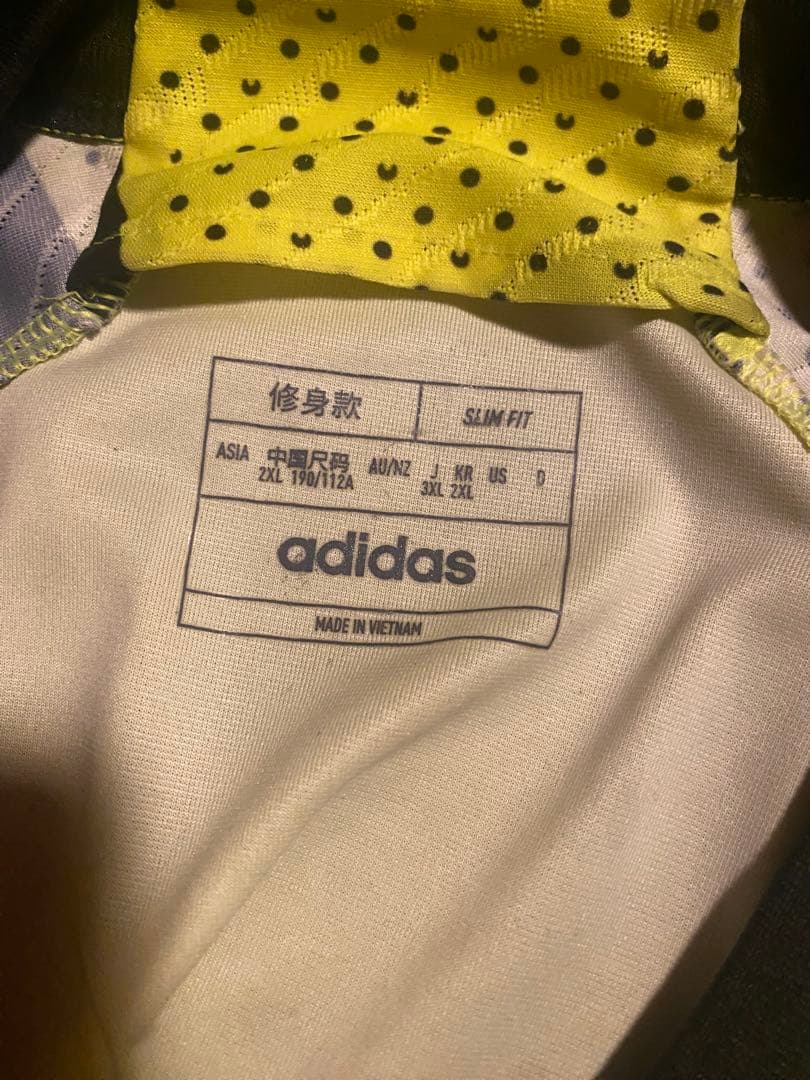 修身款 SLIM FIT
ASIA 中国尺码 AU/NZ J KR US D
2XL 190/112A 3XL 2XL
adidas
MADE IN VIETNAM